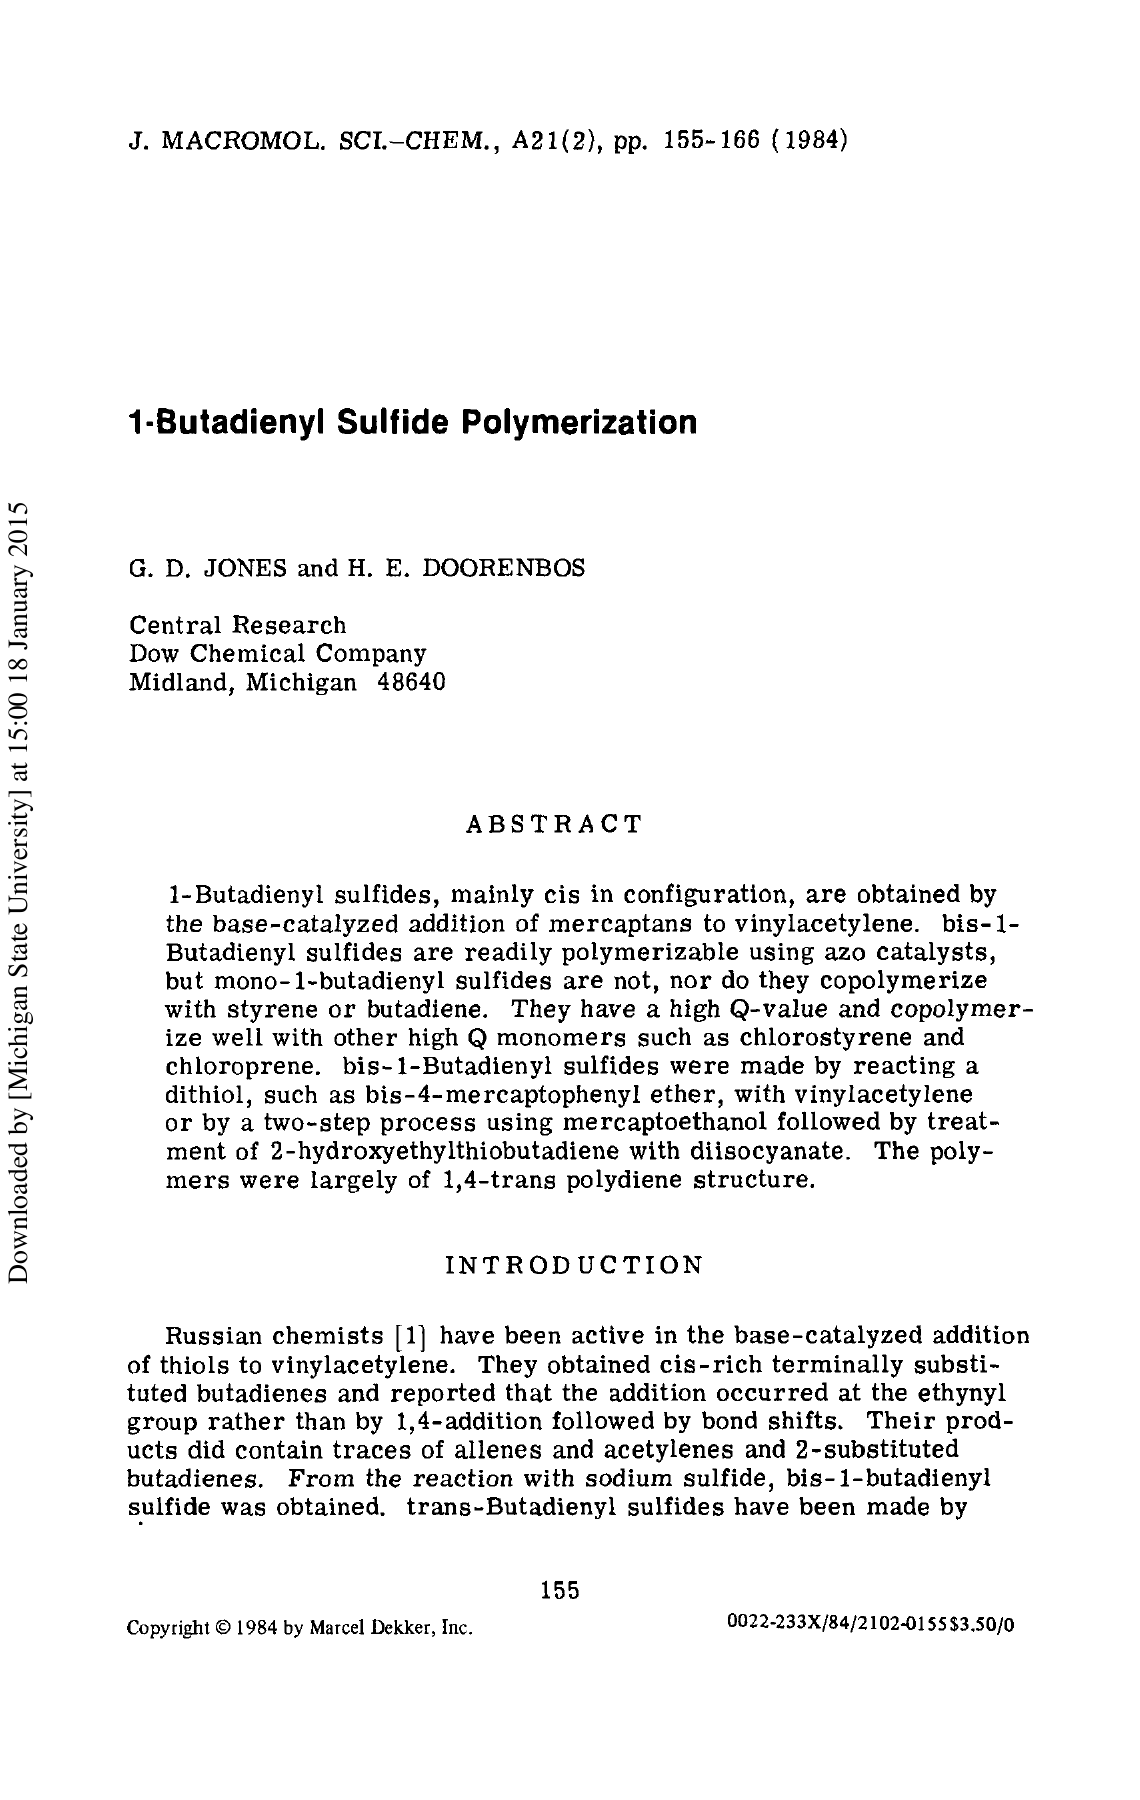 J. MACROMOL. SCI.–CHEM., A21(2), pp. 155-166 (1984)
1-Butadienyl Sulfide Polymerization
G. D. JONES and H. E. DOORENBOS
Central Research
Dow Chemical Company
Midland, Michigan 48640
ABSTRACT
1-Butadienyl sulfides, mainly cis in configuration, are obtained by
the base-catalyzed addition of mercaptans to vinylacetylene. bis-1-
Butadienyl sulfides are readily polymerizable using azo catalysts,
but mono-1-butadienyl sulfides are not, nor do they copolymerize
with styrene or butadiene. They have a high Q-value and copolymer-
ize well with other high Q monomers such as chlorostyrene and
chloroprene. bis-1-Butadienyl sulfides were made by reacting a
dithiol, such as bis-4-mercaptophenyl ether, with vinylacetylene
or by a two-step process using mercaptoethanol followed by treat-
ment of 2-hydroxyethylthiobutadiene with diisocyanate. The poly-
mers were largely of 1,4-trans polydiene structure.
INTRODUCTION
Russian chemists [1] have been active in the base-catalyzed addition
of thiols to vinylacetylene. They obtained cis-rich terminally substi-
tuted butadienes and reported that the addition occurred at the ethynyl
group rather than by 1,4-addition followed by bond shifts. Their prod-
ucts did contain traces of allenes and acetylenes and 2-substituted
butadienes. From the reaction with sodium sulfide, bis-1-butadienyl
sulfide was obtained. trans-Butadienyl sulfides have been made by
155
Copyright © 1984 by Marcel Dekker, Inc.
0022-233X/84/2102-0155$3.50/0
Downloaded by [Michigan State University] at 15:00 18 January 2015